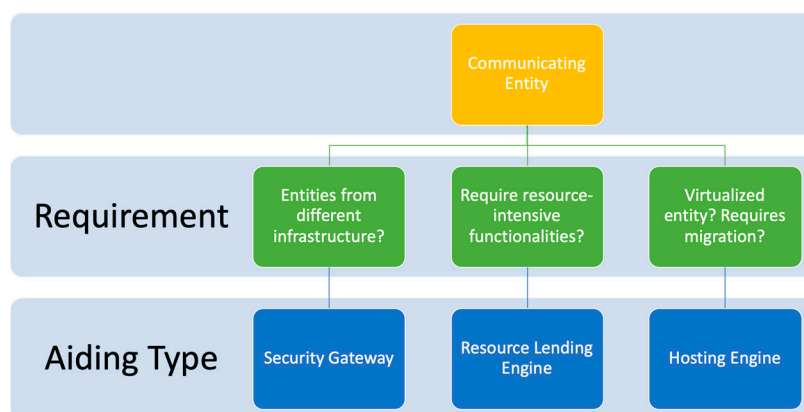 Communicating
Entity
Requirement
Entities from
different
infrastructure?
Require resource-
intensive
functionalities?
Virtualized
entity? Requires
migration?
Aiding Type
Security Gateway
Resource Lending
Engine
Hosting Engine